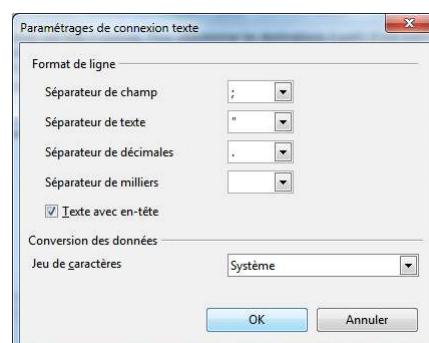 Paramétrages de connexion texte
Format de ligne
Séparateur de champ ;
Séparateur de texte "
Séparateur de décimales .
Séparateur de milliers
Texte avec en-tête
Conversion des données
Jeu de caractères Système
OK Annuler